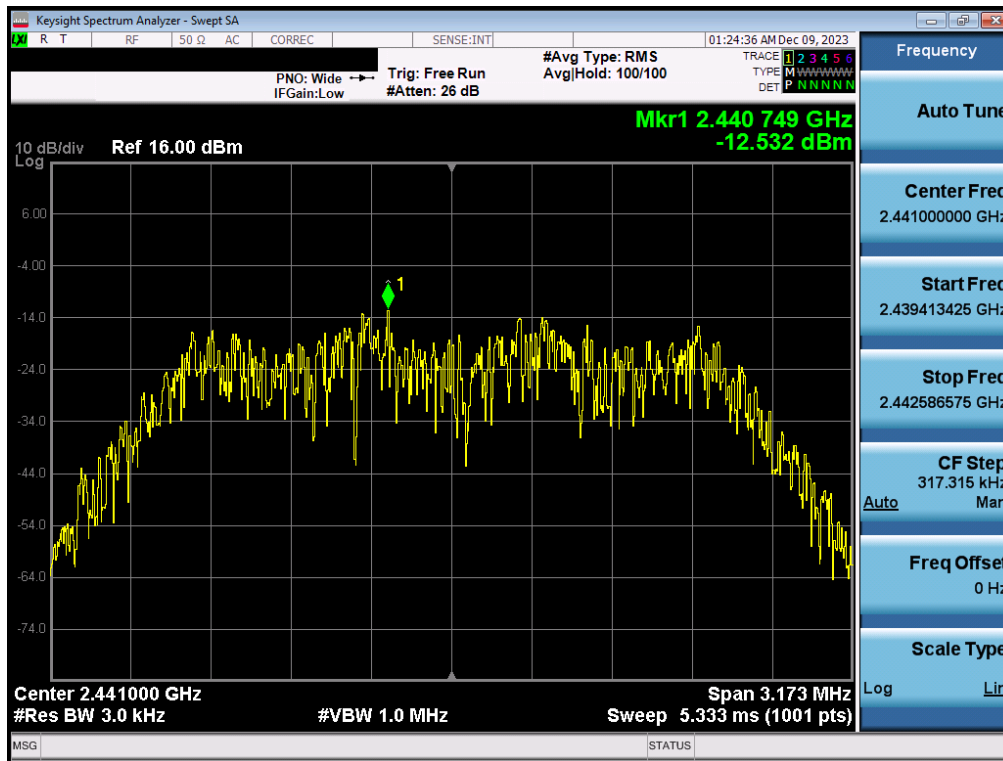 Keysight Spectrum Analyzer - Swept SA
LXI R T RF 50 Ω AC CORREC SENSE:INT 01:24:36 AM Dec 09, 2023
PNO: Wide
IFGain:Low
Trig: Free Run
#Atten: 26 dB
#Avg Type: RMS
Avg|Hold: 100/100
TRACE 1 2 3 4 5 6
TYPE M WWWWW
DET P N N N N N
Mkr1 2.440 749 GHz
-12.532 dBm
10 dB/div Ref 16.00 dBm
Log
6.00
-4.00
1
-14.0
-24.0
-34.0
-44.0
-54.0
-64.0
-74.0
Center 2.441000 GHz Span 3.173 MHz
#Res BW 3.0 kHz #VBW 1.0 MHz Sweep 5.333 ms (1001 pts)
MSG STATUS
Frequency
Auto Tune
Center Freq
2.441000000 GHz
Start Freq
2.439413425 GHz
Stop Freq
2.442586575 GHz
CF Step
317.315 kHz
Auto Man
Freq Offset
0 Hz
Scale Type
Log Lin